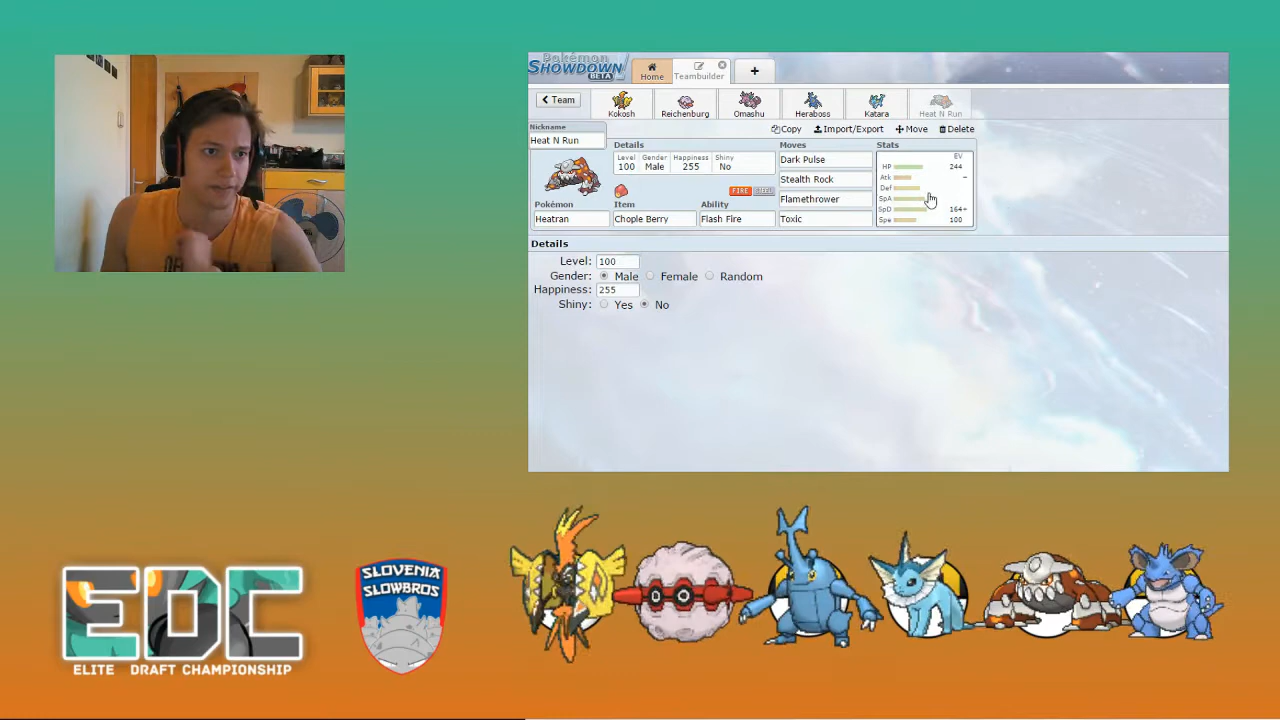 Pokémon
SHOWDOWN
BETA
Home
Teambuilder
+
< Team
Kokosh
Reichenburg
Omashu
Heraboss
Katara
Heat N Run
Copy
Import/Export
Move
Delete
Nickname
Heat N Run
Details
Level
100
Gender
Male
Happiness
255
Shiny
No
FIRE STEEL
Pokémon
Heatran
Item
Chople Berry
Ability
Flash Fire
Moves
Dark Pulse
Stealth Rock
Flamethrower
Toxic
Stats
EV
HP 244
Atk –
Def
SpA
SpD 164+
Spe 100
Details
Level: 100
Gender: Male Female Random
Happiness: 255
Shiny: Yes No
EDC
ELITE DRAFT CHAMPIONSHIP
SLOVENIA
SLOWBROS